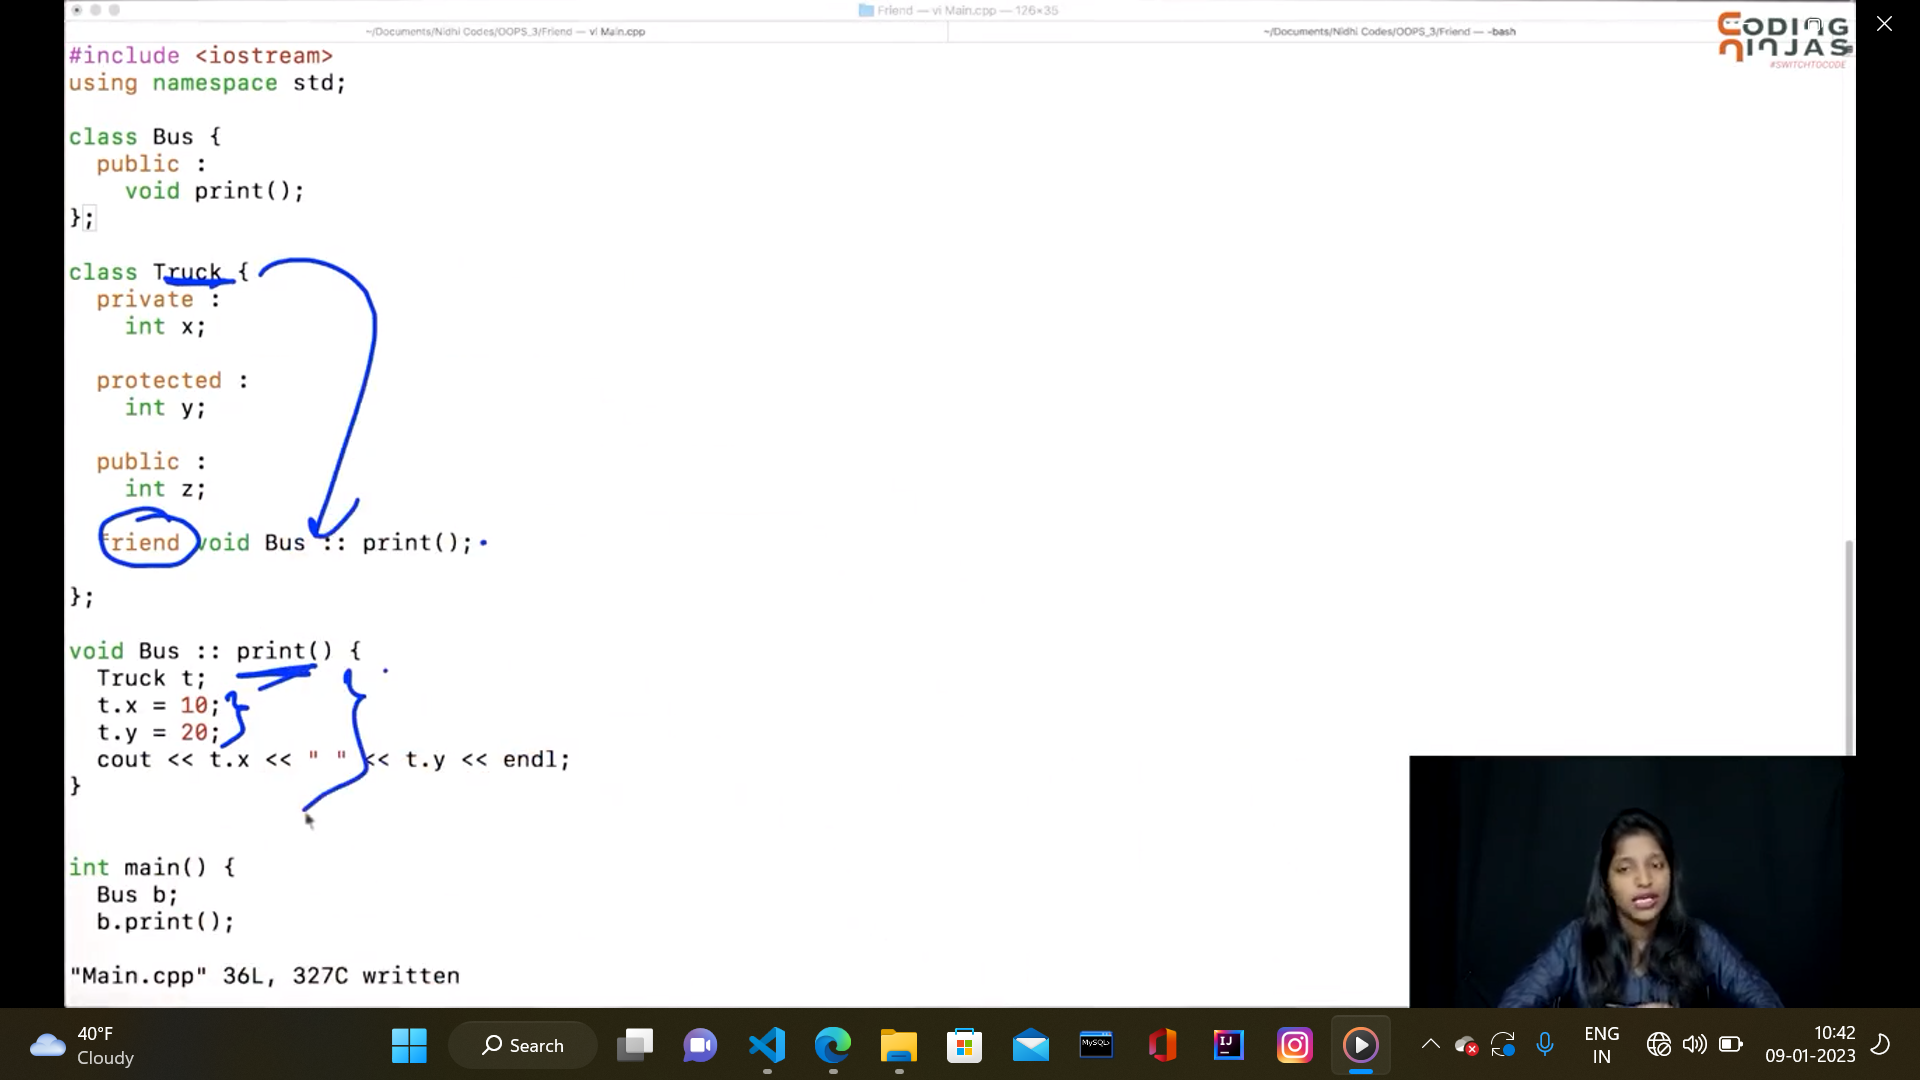 Friend — vi Main.cpp — 126×35
~/Documents/Nidhi Codes/OOPS_3/Friend — vi Main.cpp
~/Documents/Nidhi Codes/OOPS_3/Friend — -bash
CODING
NINJAS
#SWITCHTOCODE
#include <iostream>
using namespace std;
class Bus {
public :
void print();
};
class Truck {
private :
int x;
protected :
int y;
public :
int z;
friend void Bus :: print();
};
void Bus :: print() {
Truck t;
t.x = 10;
t.y = 20;
cout << t.x << " " << t.y << endl;
}
int main() {
Bus b;
b.print();
"Main.cpp" 36L, 327C written
40°F
Cloudy
Search
MySQL
IJ
ENG
IN
10:42
09-01-2023